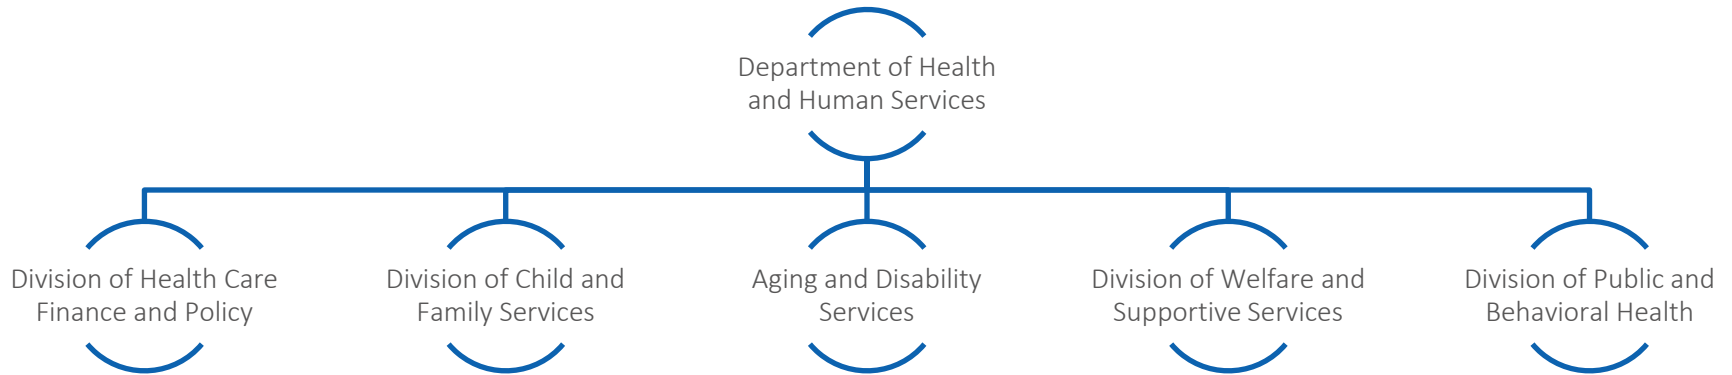 Department of Health
and Human Services
Division of Health Care
Finance and Policy
Division of Child and
Family Services
Aging and Disability
Services
Division of Welfare and
Supportive Services
Division of Public and
Behavioral Health